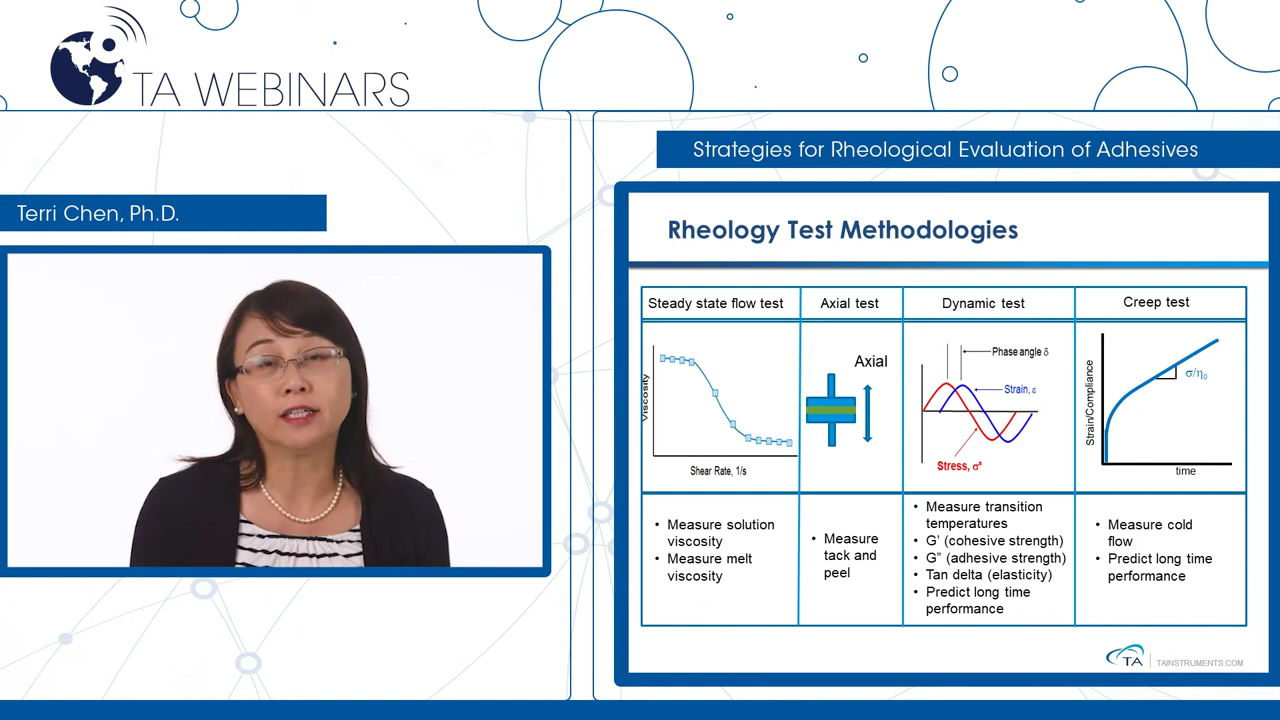 TA WEBINARS
Strategies for Rheological Evaluation of Adhesives
Terri Chen, Ph.D.
Rheology Test Methodologies
Steady state flow test
Axial test
Dynamic test
Creep test
Viscosity
Shear Rate, 1/s
Axial
Phase angle δ
Strain, ε
Stress, σ*
Strain/Compliance
σ/η₀
time
• Measure solution
viscosity
• Measure melt
viscosity
• Measure
tack and
peel
• Measure transition
temperatures
• G' (cohesive strength)
• G" (adhesive strength)
• Tan delta (elasticity)
• Predict long time
performance
• Measure cold
flow
• Predict long time
performance
TA
TAINSTRUMENTS.COM